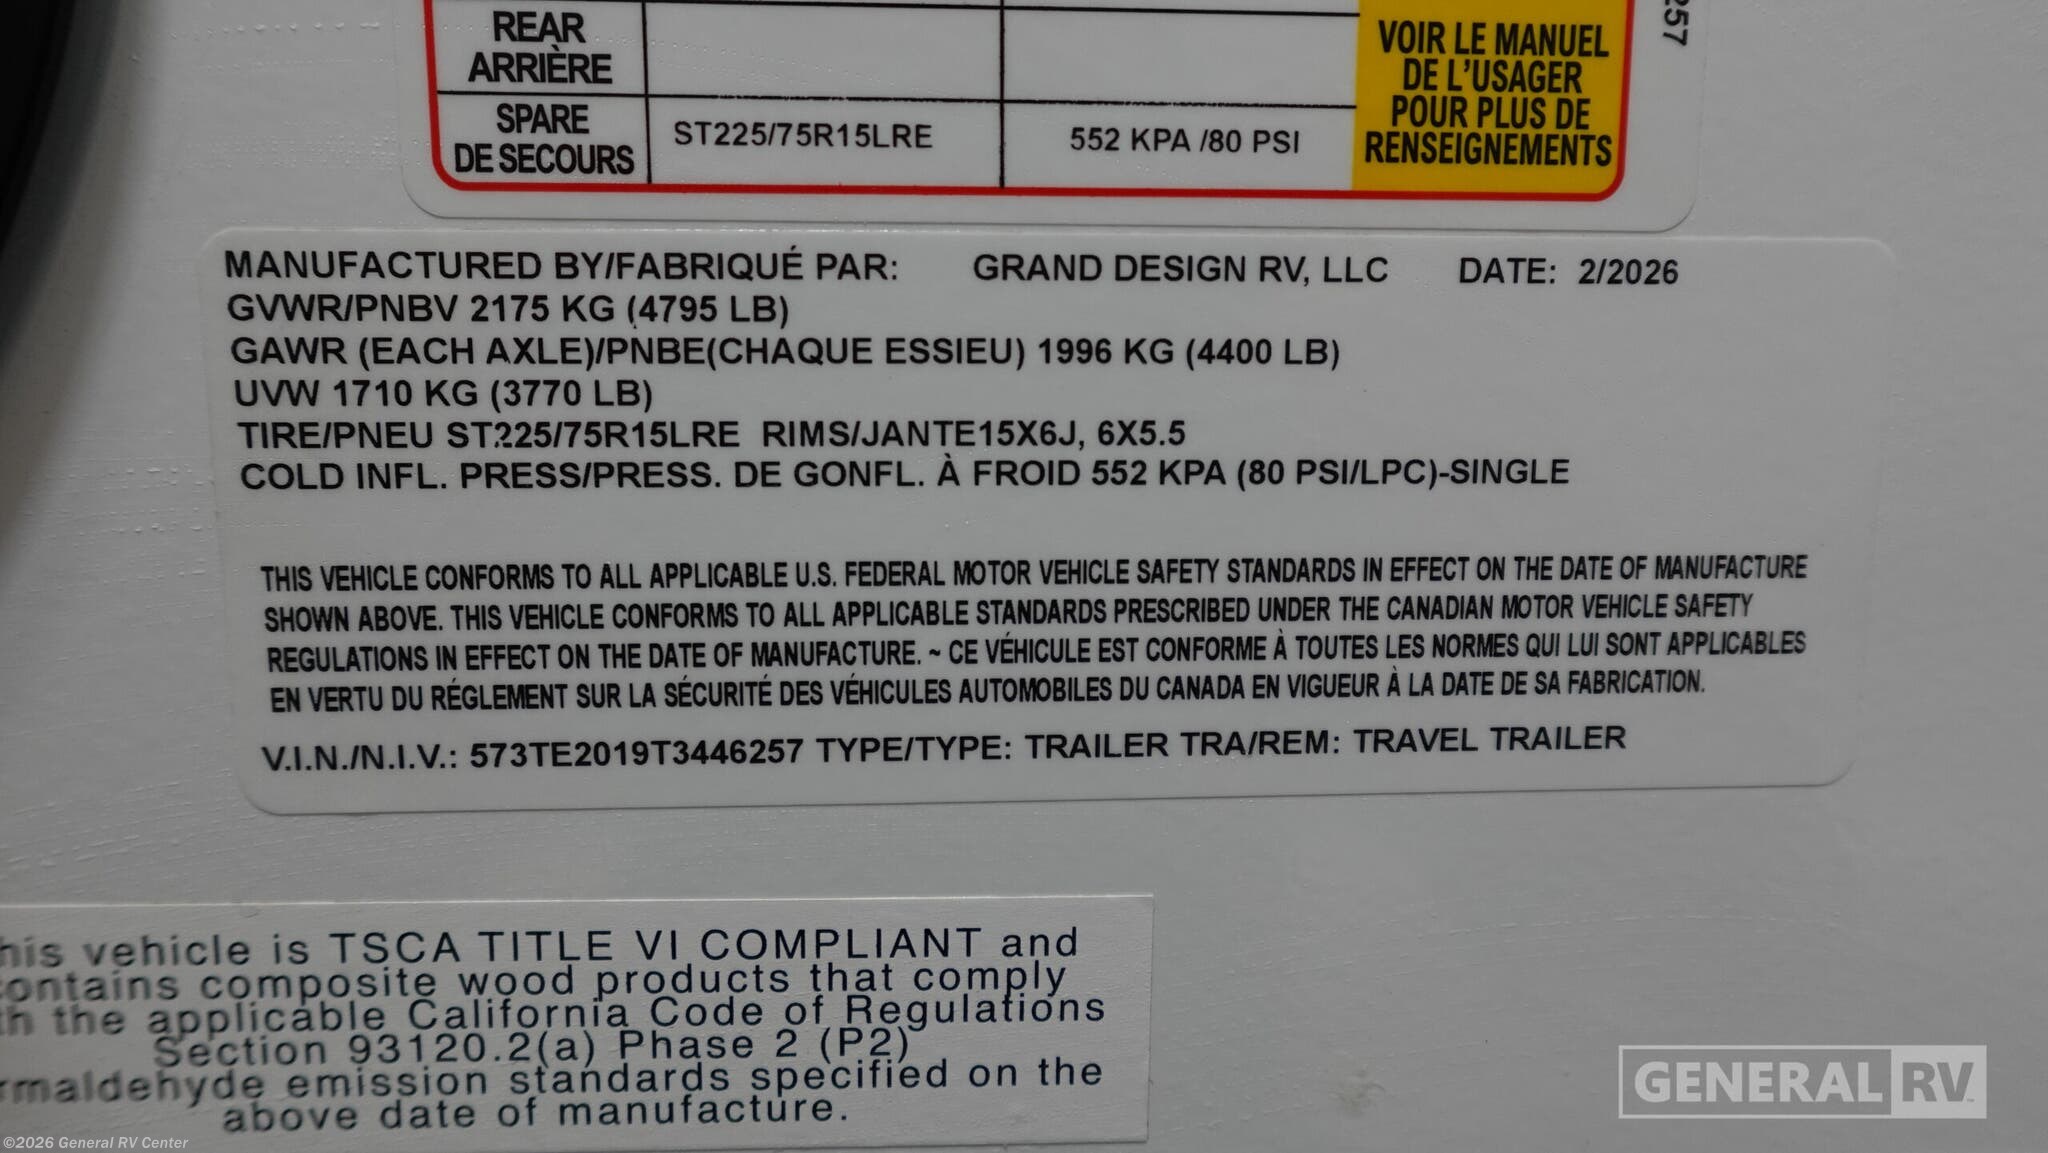 257
REAR
ARRIÈRE
SPARE
DE SECOURS
ST225/75R15LRE
552 KPA /80 PSI
VOIR LE MANUEL
DE L'USAGER
POUR PLUS DE
RENSEIGNEMENTS
MANUFACTURED BY/FABRIQUÉ PAR: GRAND DESIGN RV, LLC DATE: 2/2026
GVWR/PNBV 2175 KG (4795 LB)
GAWR (EACH AXLE)/PNBE(CHAQUE ESSIEU) 1996 KG (4400 LB)
UVW 1710 KG (3770 LB)
TIRE/PNEU ST225/75R15LRE RIMS/JANTE15X6J, 6X5.5
COLD INFL. PRESS/PRESS. DE GONFL. À FROID 552 KPA (80 PSI/LPC)-SINGLE
THIS VEHICLE CONFORMS TO ALL APPLICABLE U.S. FEDERAL MOTOR VEHICLE SAFETY STANDARDS IN EFFECT ON THE DATE OF MANUFACTURE
SHOWN ABOVE. THIS VEHICLE CONFORMS TO ALL APPLICABLE STANDARDS PRESCRIBED UNDER THE CANADIAN MOTOR VEHICLE SAFETY
REGULATIONS IN EFFECT ON THE DATE OF MANUFACTURE. ~ CE VÉHICULE EST CONFORME À TOUTES LES NORMES QUI LUI SONT APPLICABLES
EN VERTU DU RÉGLEMENT SUR LA SÉCURITÉ DES VÉHICULES AUTOMOBILES DU CANADA EN VIGUEUR À LA DATE DE SA FABRICATION.
V.I.N./N.I.V.: 573TE2019T3446257 TYPE/TYPE: TRAILER TRA/REM: TRAVEL TRAILER
his vehicle is TSCA TITLE VI COMPLIANT and
ontains composite wood products that comply
th the applicable California Code of Regulations
Section 93120.2(a) Phase 2 (P2)
rmaldehyde emission standards specified on the
above date of manufacture.
GENERAL RV
©2026 General RV Center